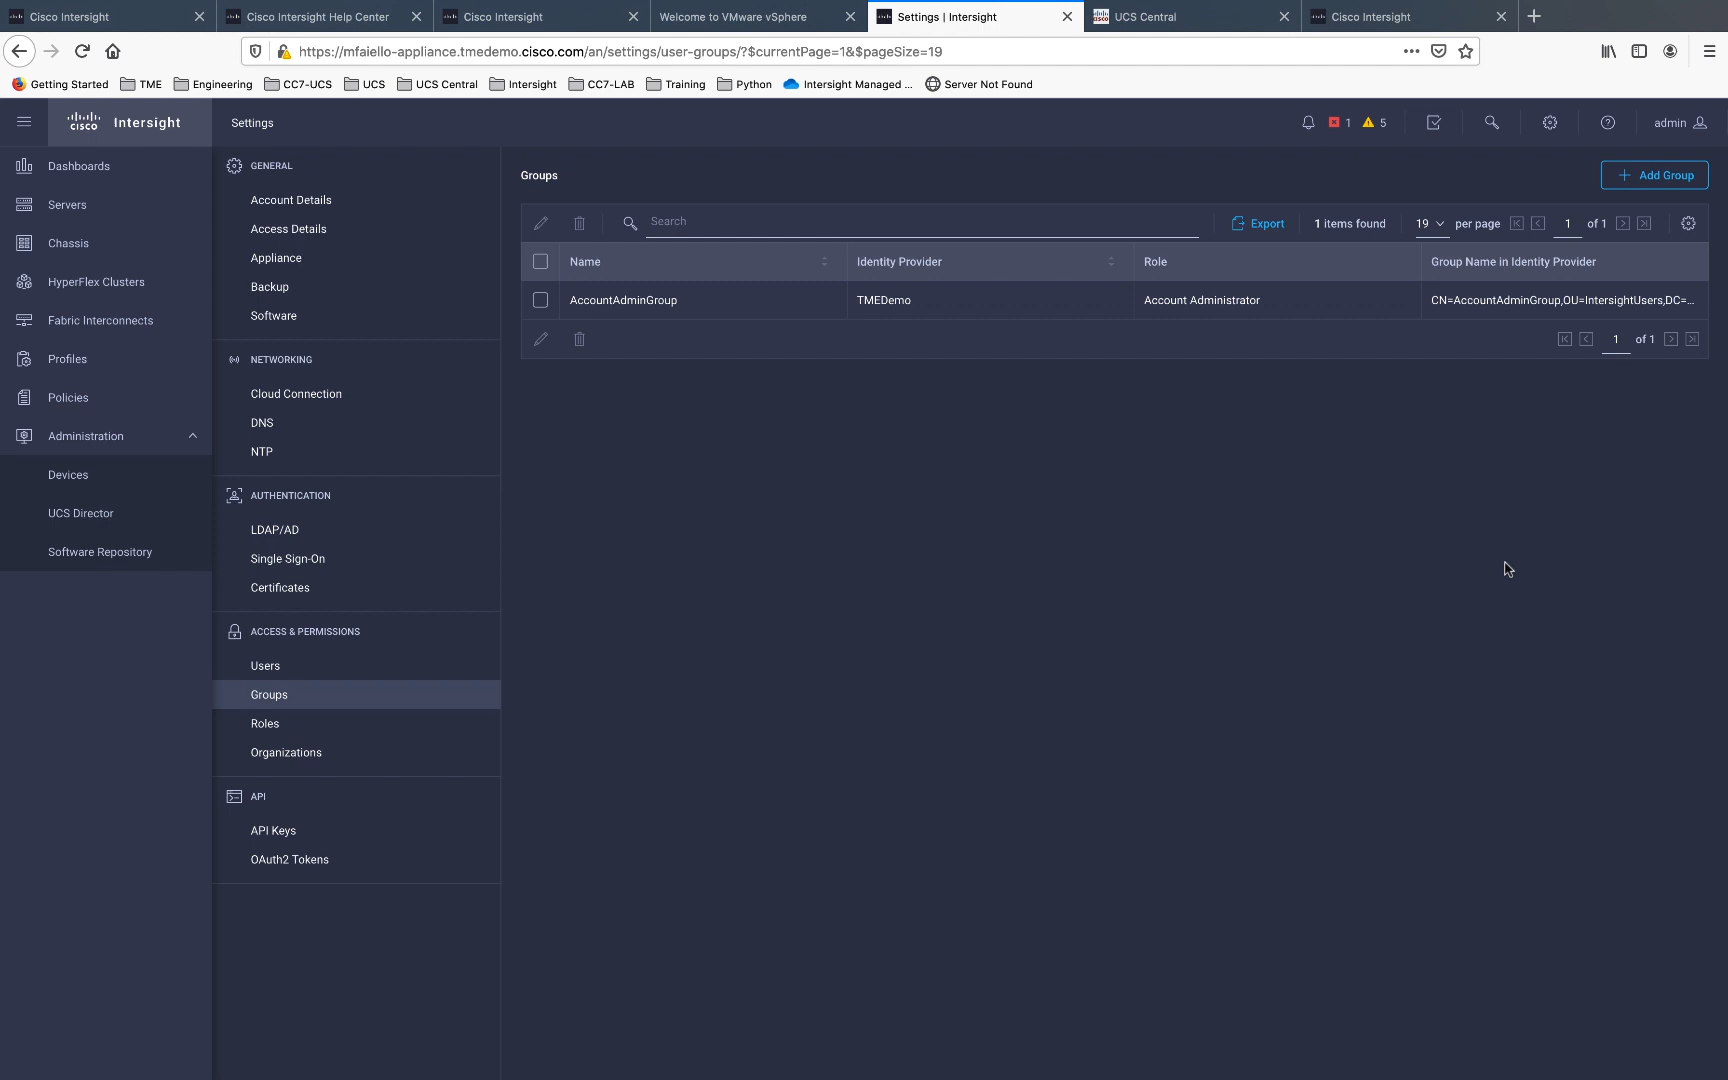 Cisco Intersight
Cisco Intersight Help Center
Cisco Intersight
Welcome to VMware vSphere
Settings | Intersight
UCS Central
Cisco Intersight
https://mfaiello-appliance.tmedemo.cisco.com/an/settings/user-groups/?$currentPage=1&$pageSize=19
Getting Started
TME
Engineering
CC7-UCS
UCS
UCS Central
Intersight
CC7-LAB
Training
Python
Intersight Managed ...
Server Not Found
CISCO Intersight
Settings
1
5
admin
Dashboards
Servers
Chassis
HyperFlex Clusters
Fabric Interconnects
Profiles
Policies
Administration
Devices
UCS Director
Software Repository
GENERAL
Account Details
Access Details
Appliance
Backup
Software
NETWORKING
Cloud Connection
DNS
NTP
AUTHENTICATION
LDAP/AD
Single Sign-On
Certificates
ACCESS & PERMISSIONS
Users
Groups
Roles
Organizations
API
API Keys
OAuth2 Tokens
Groups
Add Group
Search
Export
1 items found
19 per page
1 of 1
Name
Identity Provider
Role
Group Name in Identity Provider
AccountAdminGroup
TMEDemo
Account Administrator
CN=AccountAdminGroup,OU=IntersightUsers,DC=...
1 of 1